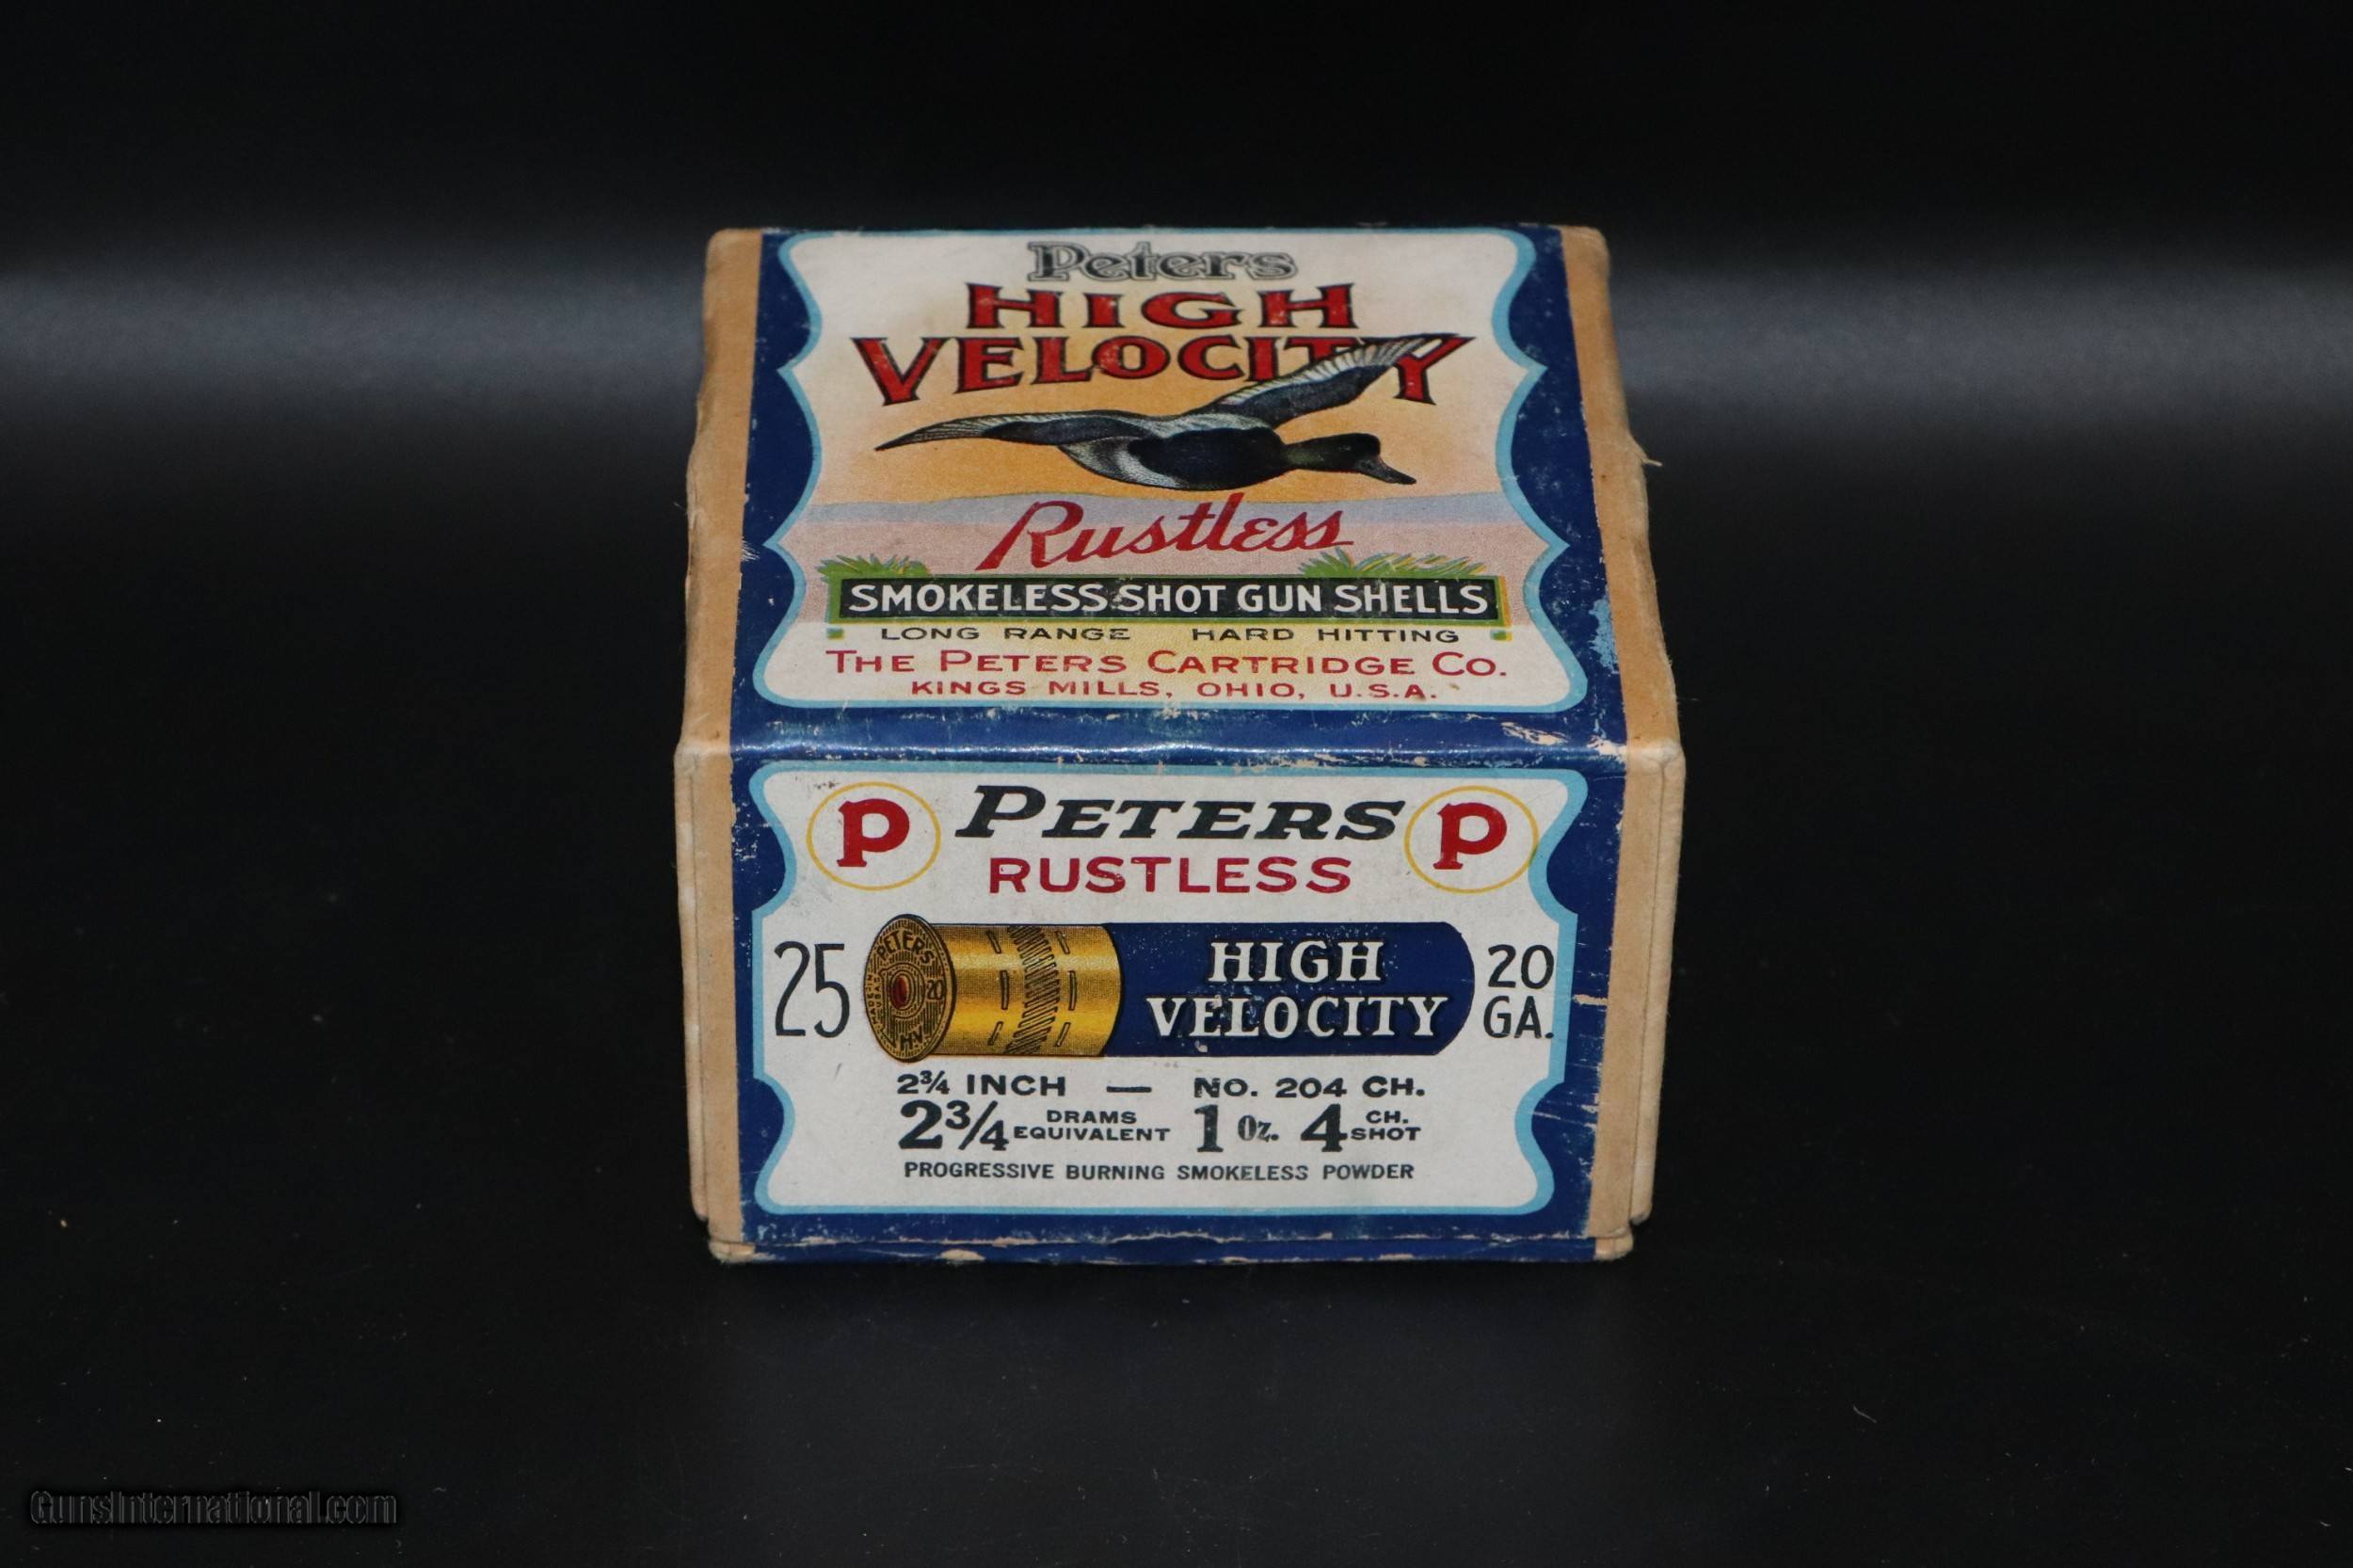 Peters
HIGH
VELOCITY
Rustless
SMOKELESS SHOT GUN SHELLS
LONG RANGE HARD HITTING
THE PETERS CARTRIDGE CO.
KINGS MILLS, OHIO, U.S.A.
P PETERS P
RUSTLESS
25
PETERS
20
H.V.
HIGH
VELOCITY
20
GA.
2¾ INCH — NO. 204 CH.
2¾ DRAMS EQUIVALENT 1 Oz. 4 CH. SHOT
PROGRESSIVE BURNING SMOKELESS POWDER
GunsInternational.com